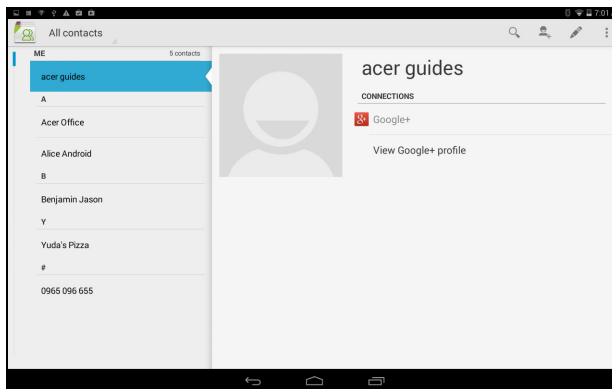 7:01
All contacts
ME 5 contacts
acer guides
A
Acer Office
Alice Android
B
Benjamin Jason
Y
Yuda's Pizza
#
0965 096 655
acer guides
CONNECTIONS
Google+
View Google+ profile